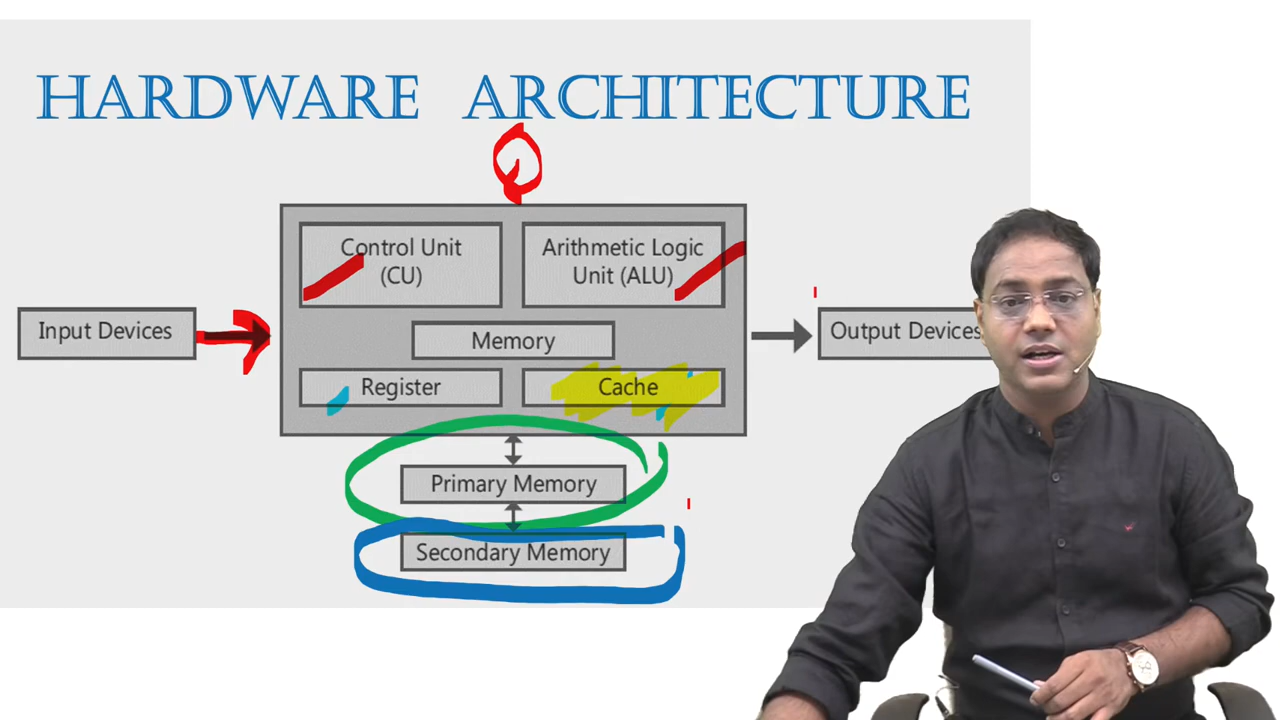 HARDWARE ARCHITECTURE
Control Unit
(CU)
Arithmetic Logic
Unit (ALU)
Input Devices
Memory
Output Devices
Register
Cache
Primary Memory
Secondary Memory